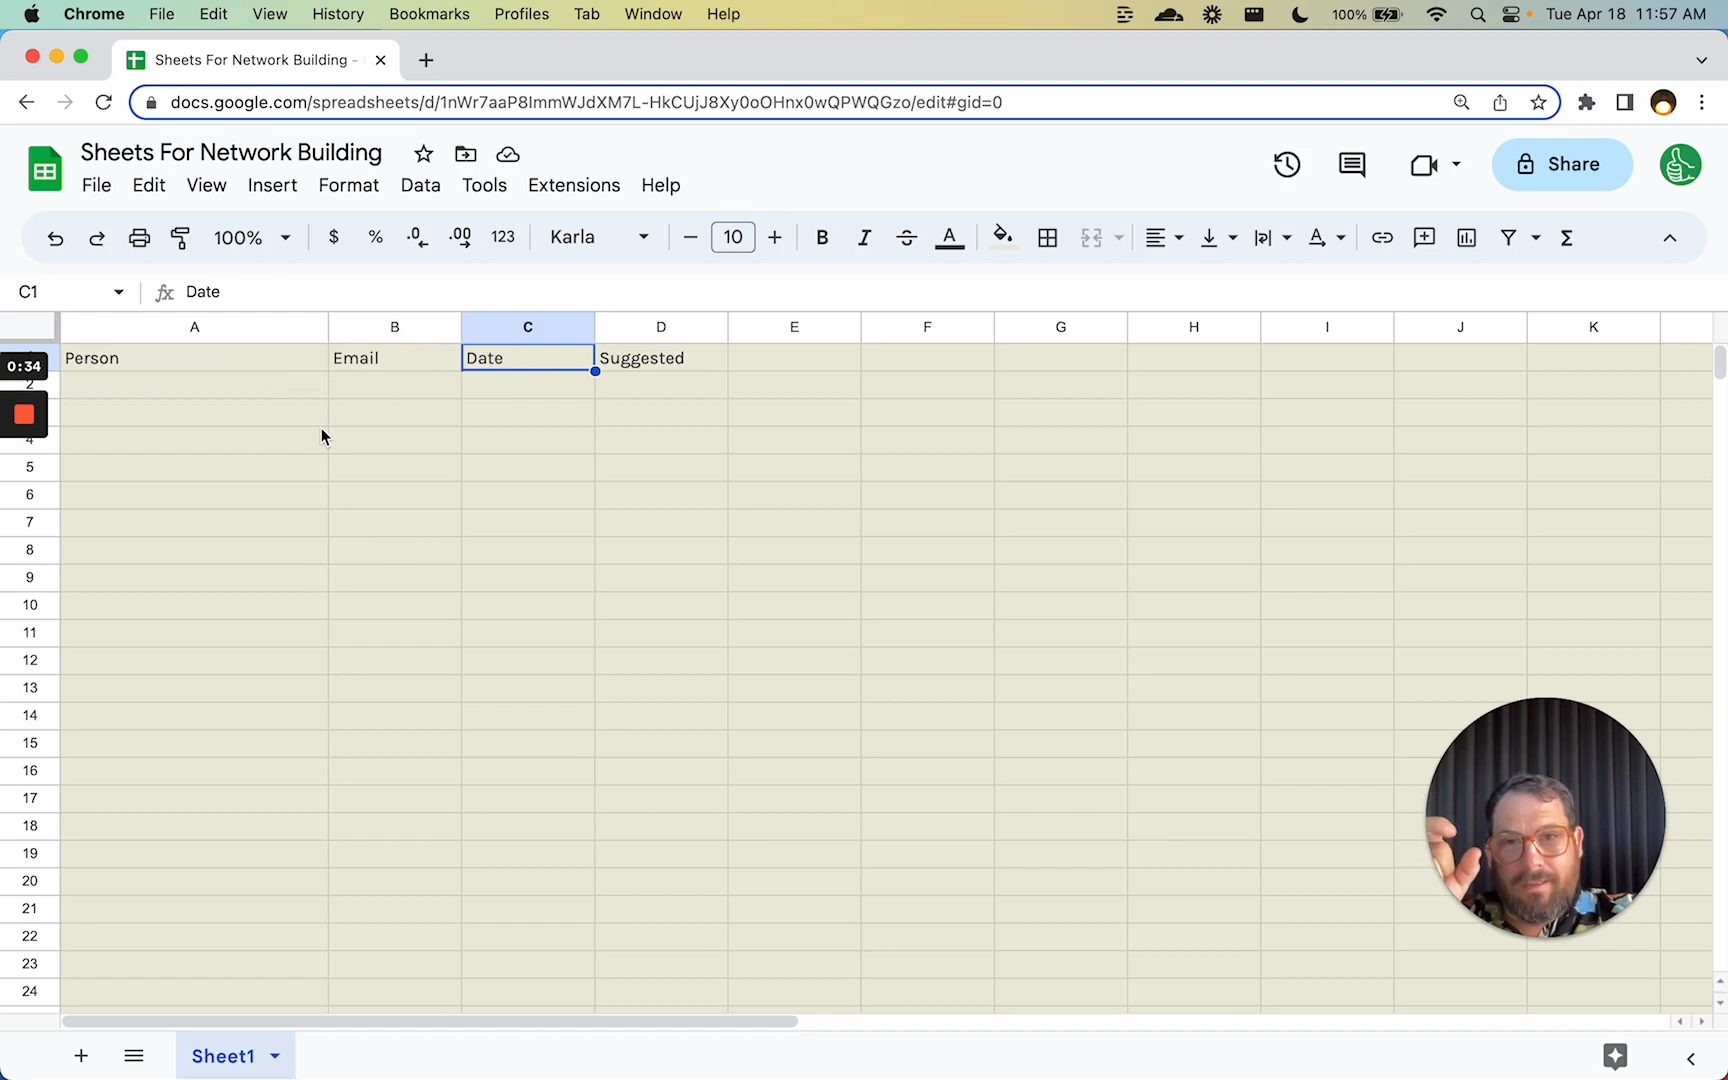 Chrome File Edit View History Bookmarks Profiles Tab Window Help 100% Tue Apr 18 11:57 AM
Sheets For Network Building -
docs.google.com/spreadsheets/d/1nWr7aaP8ImmWJdXM7L-HkCUjJ8Xy0oOHnx0wQPWQGzo/edit#gid=0
Sheets For Network Building
File Edit View Insert Format Data Tools Extensions Help
Share
100% $ % .0 .00 123 Karla 10 B I S A
C1 fx Date
A B C D E F G H I J K
Person Email Date Suggested
0:34
2
4
5
6
7
8
9
10
11
12
13
14
15
16
17
18
19
20
21
22
23
24
Sheet1